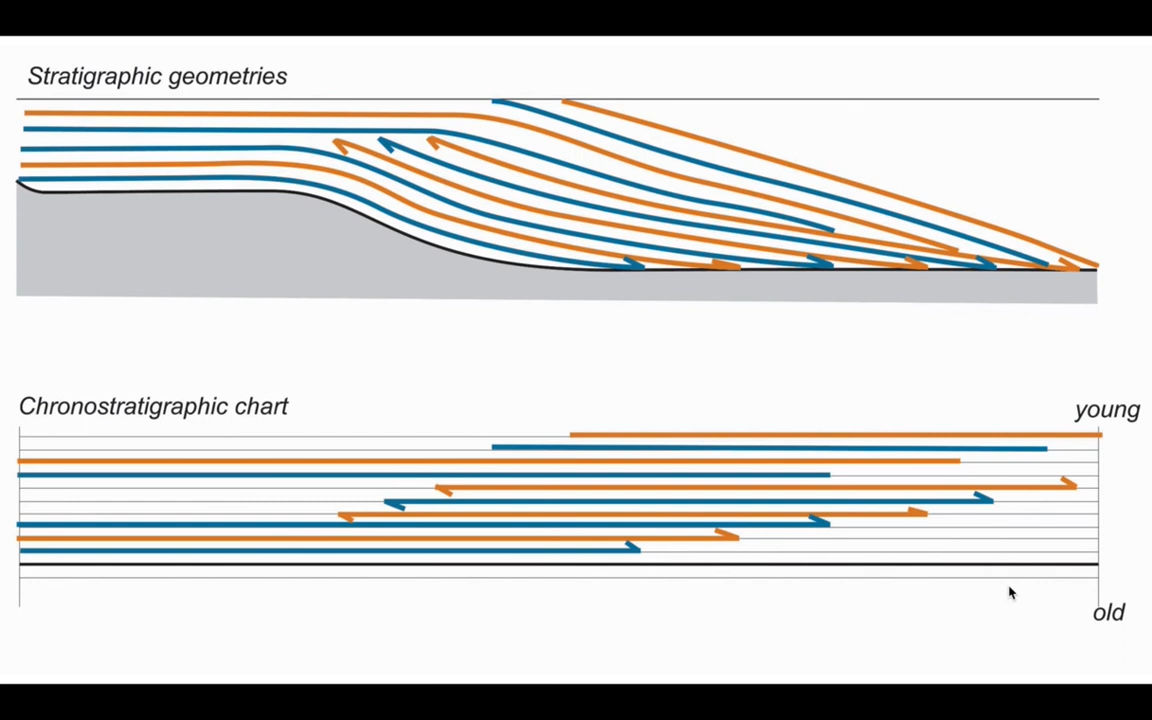 Stratigraphic geometries
Chronostratigraphic chart
young
old